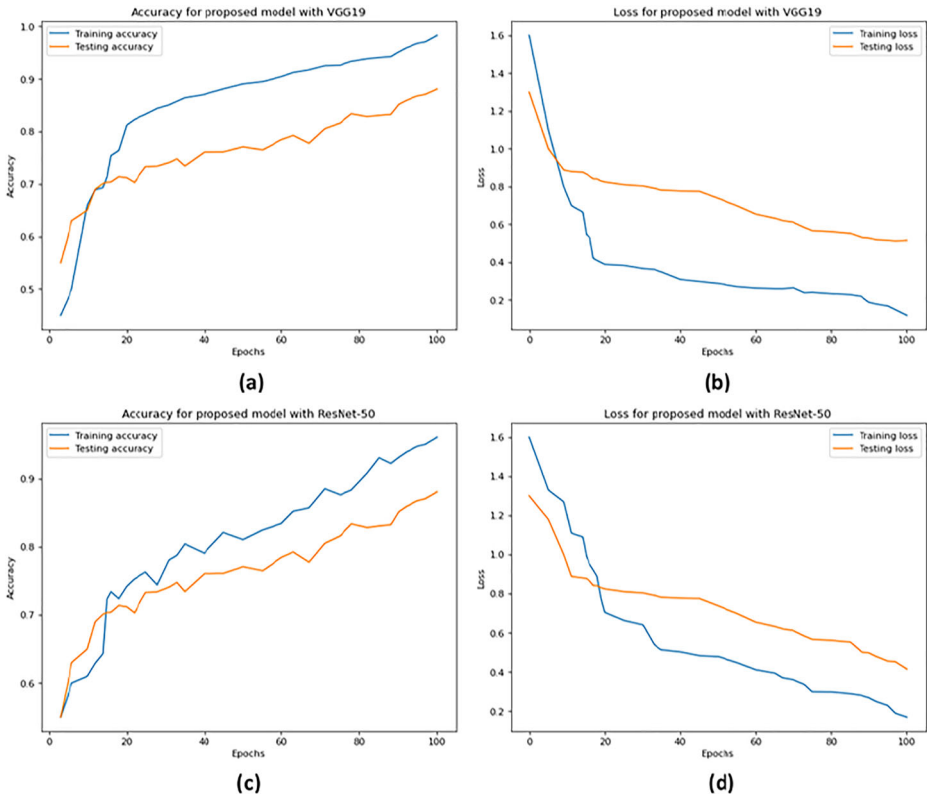 Accuracy for proposed model with VGG19
Training accuracy
Testing accuracy
1.0
0.9
0.8
0.7
0.6
0.5
Accuracy
0 20 40 60 80 100
Epochs
(a)
Loss for proposed model with VGG19
Training loss
Testing loss
1.6
1.4
1.2
1.0
0.8
0.6
0.4
0.2
Loss
0 20 40 60 80 100
Epochs
(b)
Accuracy for proposed model with ResNet-50
Training accuracy
Testing accuracy
0.9
0.8
0.7
0.6
Accuracy
0 20 40 60 80 100
Epochs
(c)
Loss for proposed model with ResNet-50
Training loss
Testing loss
1.6
1.4
1.2
1.0
0.8
0.6
0.4
0.2
Loss
0 20 40 60 80 100
Epochs
(d)